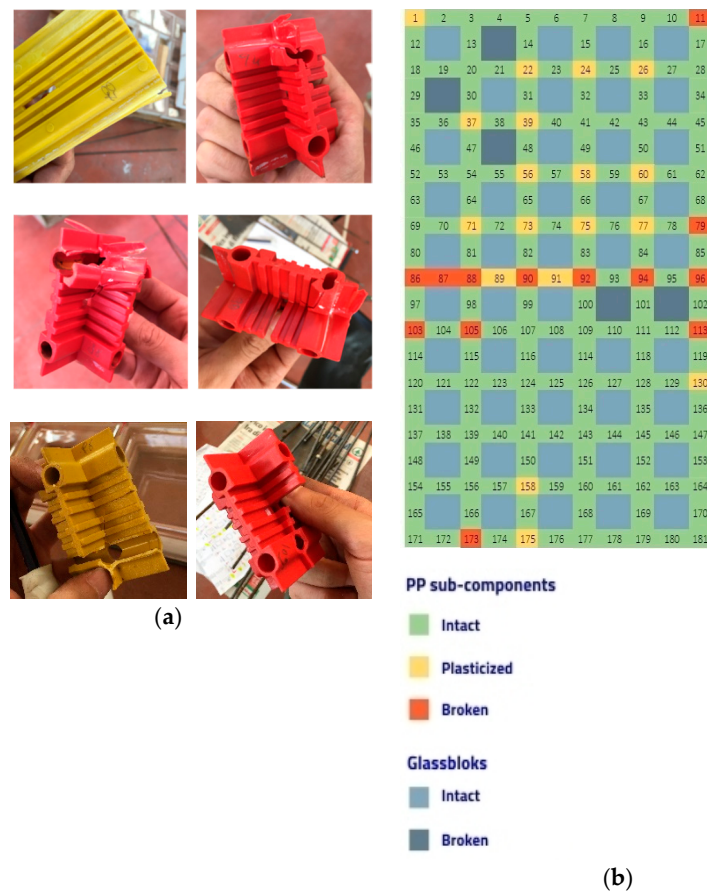 1 2 3 4 5 6 7 8 9 10 11
12 13 14 15 16 17
18 19 20 21 22 23 24 25 26 27 28
29 30 31 32 33 34
35 36 37 38 39 40 41 42 43 44 45
46 47 48 49 50 51
52 53 54 55 56 57 58 59 60 61 62
63 64 65 66 67 68
69 70 71 72 73 74 75 76 77 78 79
80 81 82 83 84 85
86 87 88 89 90 91 92 93 94 95 96
97 98 99 100 101 102
103 104 105 106 107 108 109 110 111 112 113
114 115 116 117 118 119
120 121 122 123 124 125 126 127 128 129 130
131 132 133 134 135 136
137 138 139 140 141 142 143 144 145 146 147
148 149 150 151 152 153
154 155 156 157 158 159 160 161 162 163 164
165 166 167 168 169 170
171 172 173 174 175 176 177 178 179 180 181
PP sub-components
Intact
Plasticized
Broken
Glassbloks
Intact
Broken
(a)
(b)